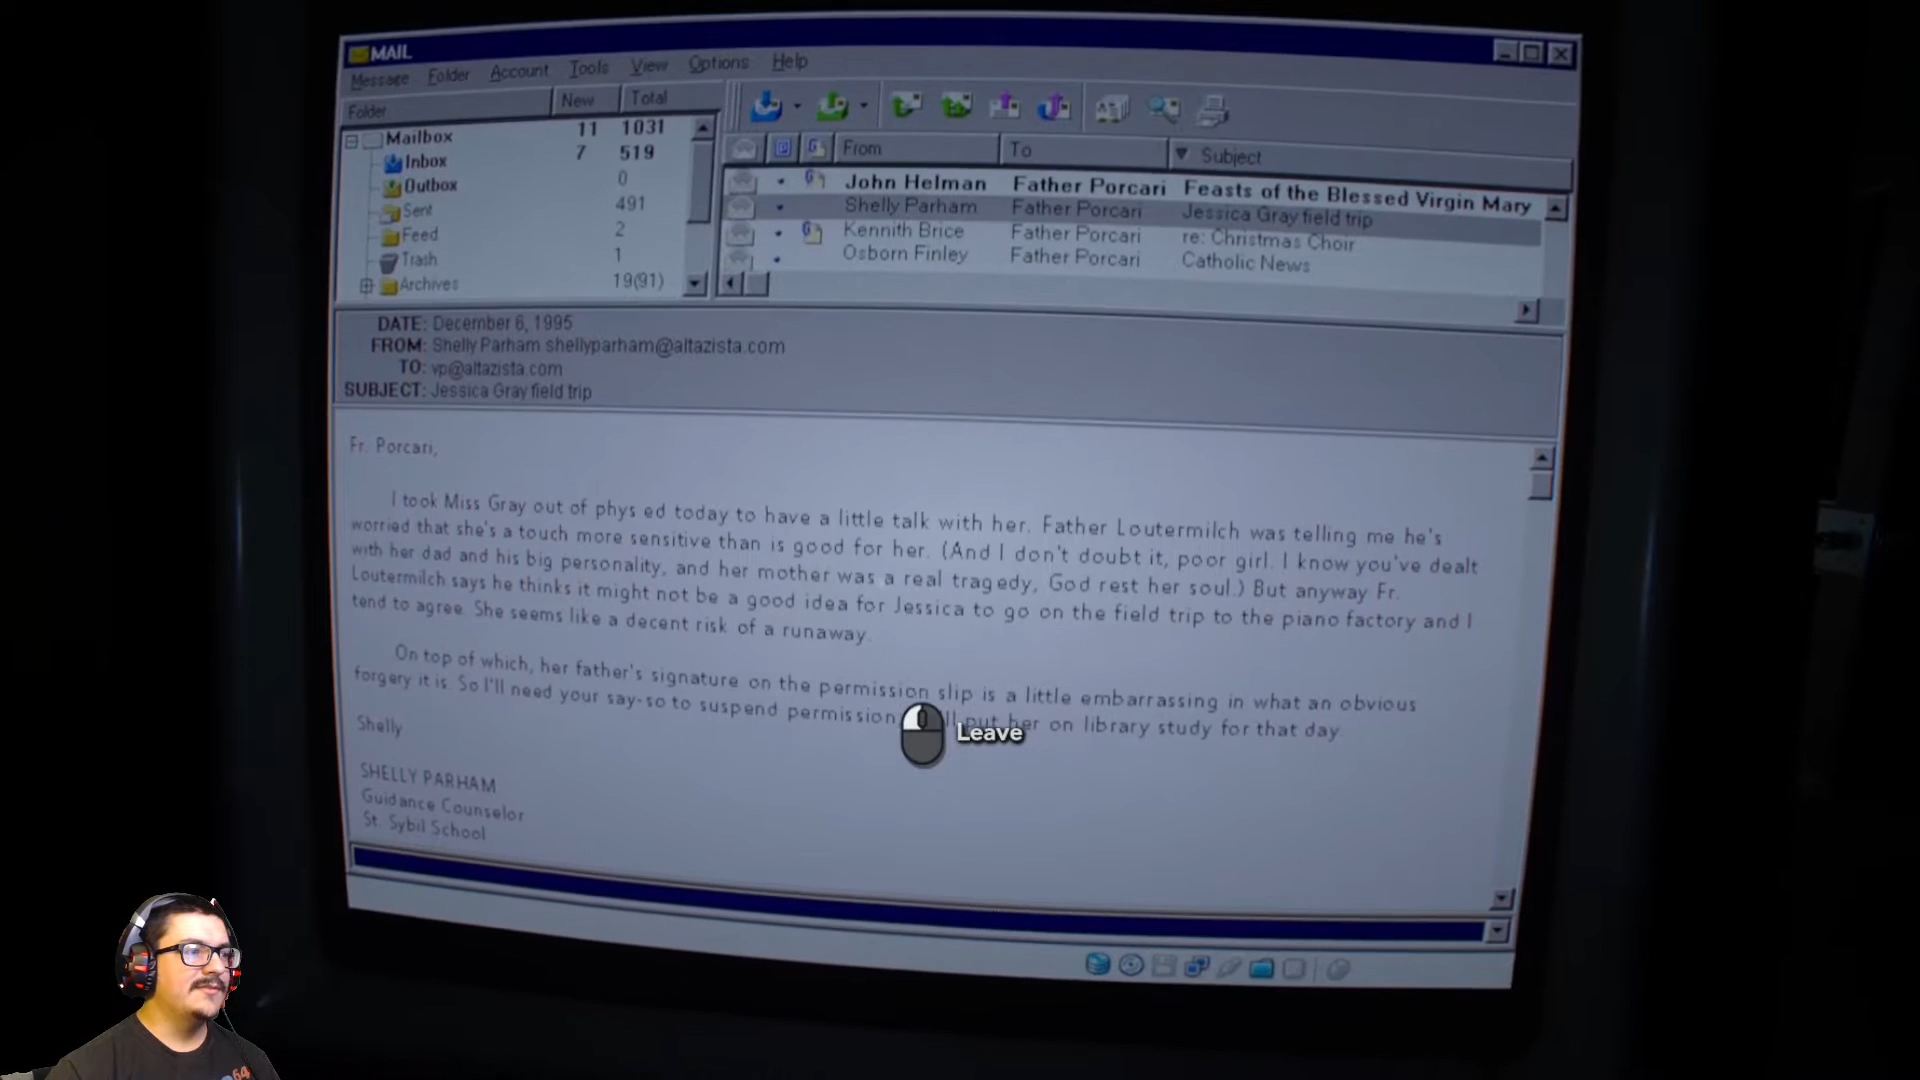 MAIL
Message Folder Account Tools View Options Help
Folder New Total
Mailbox 11 1031
Inbox 7 519
Outbox 0
Sent 491
Feed 2
Trash 1
Archives 19(91)
From To Subject
John Helman Father Porcari Feasts of the Blessed Virgin Mary
Shelly Parham Father Porcari Jessica Gray field trip
Kennith Brice Father Porcari re: Christmas Choir
Osborn Finley Father Porcari Catholic News
DATE: December 6, 1995
FROM: Shelly Parham shellyparham@altazista.com
TO: vp@altazista.com
SUBJECT: Jessica Gray field trip
Fr. Porcari,
I took Miss Gray out of phys ed today to have a little talk with her. Father Loutermilch was telling me he's
worried that she's a touch more sensitive than is good for her. (And I don't doubt it, poor girl. I know you've dealt
with her dad and his big personality, and her mother was a real tragedy, God rest her soul.) But anyway Fr.
Loutermilch says he thinks it might not be a good idea for Jessica to go on the field trip to the piano factory and I
tend to agree. She seems like a decent risk of a runaway.
On top of which, her father's signature on the permission slip is a little embarrassing in what an obvious
forgery it is. So I'll need your say-so to suspend permission put her on library study for that day.
Leave
Shelly
SHELLY PARHAM
Guidance Counselor
St. Sybil School
64